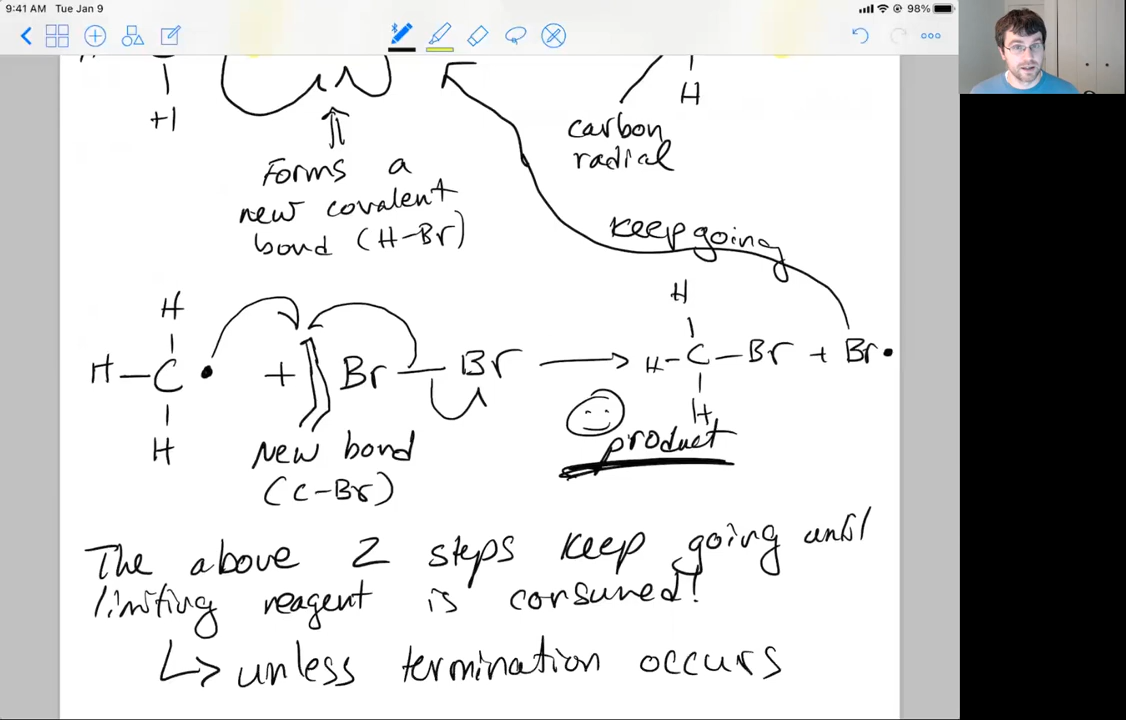 9:41 AM Tue Jan 9
98%
+1
H
carbon
radial
Forms a
new covalent
bond (H-Br)
keep going
H
H
H-C• + Br-Br → H-C-Br + Br•
H
H
New bond
(C-Br)
product
The above 2 steps keep going until
limiting reagent is consumed!
↳ unless termination occurs